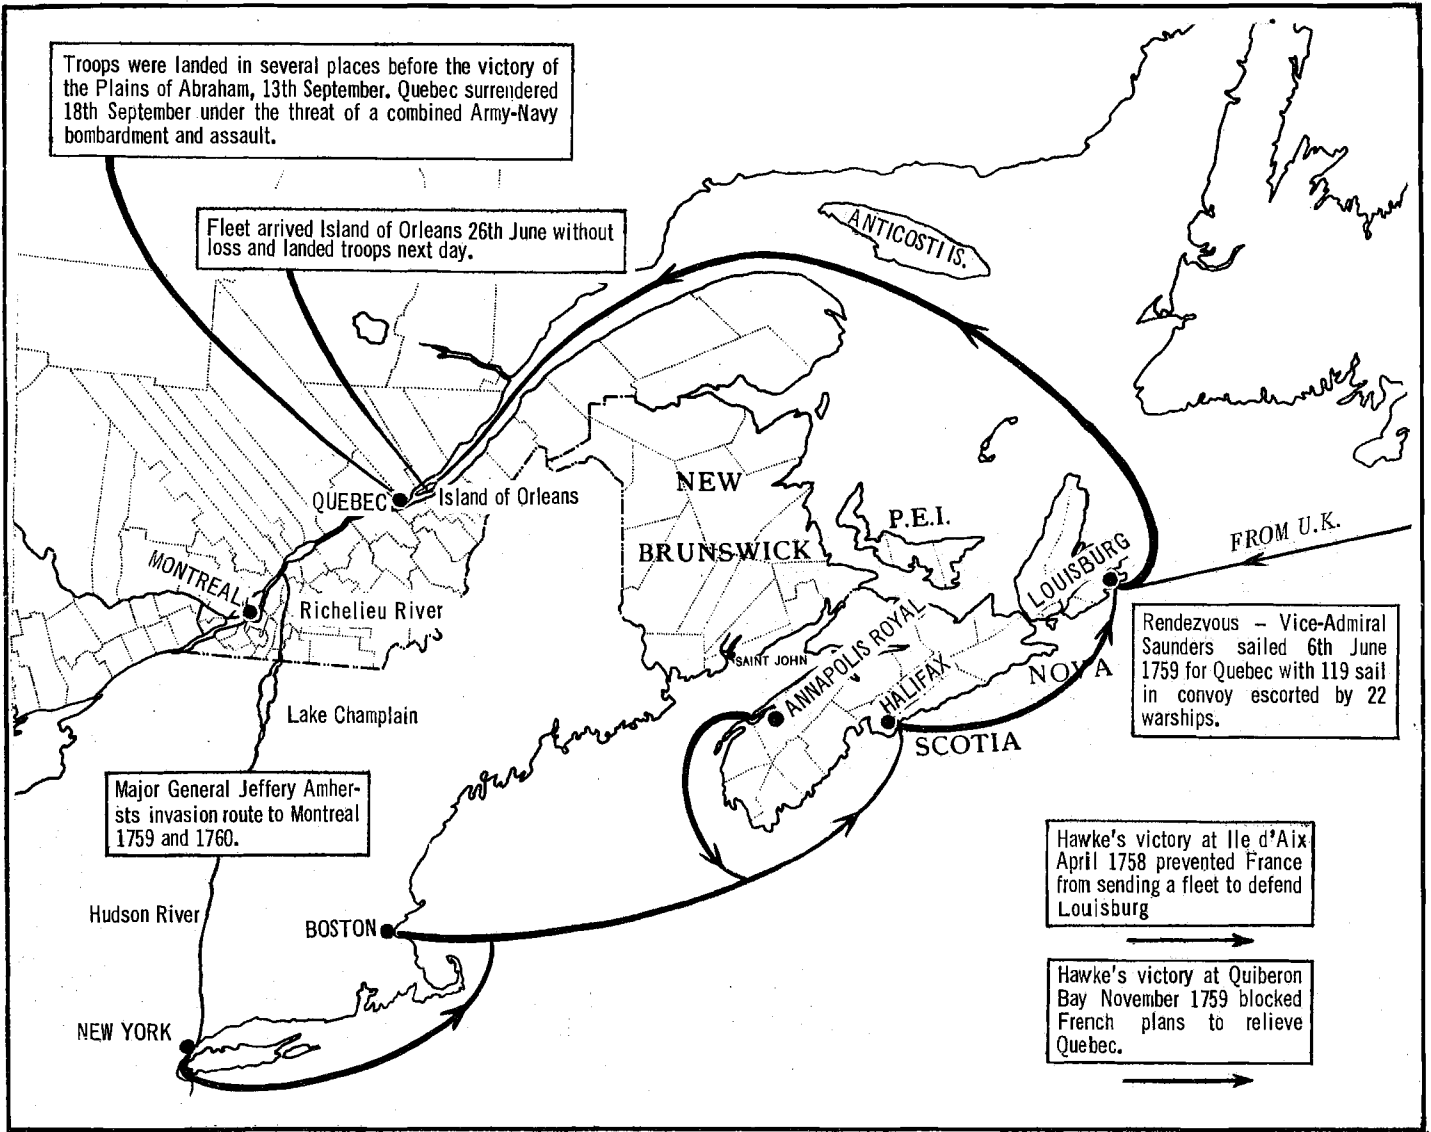 Troops were landed in several places before the victory of
the Plains of Abraham, 13th September. Quebec surrendered
18th September under the threat of a combined Army-Navy
bombardment and assault.
Fleet arrived Island of Orleans 26th June without
loss and landed troops next day.
ANTICOSTI IS.
QUEBEC
Island of Orleans
NEW
BRUNSWICK
P.E.I.
FROM U.K.
LOUISBURG
MONTREAL
Richelieu River
Rendezvous – Vice-Admiral
Saunders sailed 6th June
1759 for Quebec with 119 sail
in convoy escorted by 22
warships.
SAINT JOHN
ANNAPOLIS ROYAL
HALIFAX
NOVA
SCOTIA
Lake Champlain
Major General Jeffery Amher-
sts invasion route to Montreal
1759 and 1760.
Hudson River
BOSTON
NEW YORK
Hawke's victory at Ile d'Aix
April 1758 prevented France
from sending a fleet to defend
Louisburg
Hawke's victory at Quiberon
Bay November 1759 blocked
French plans to relieve
Quebec.